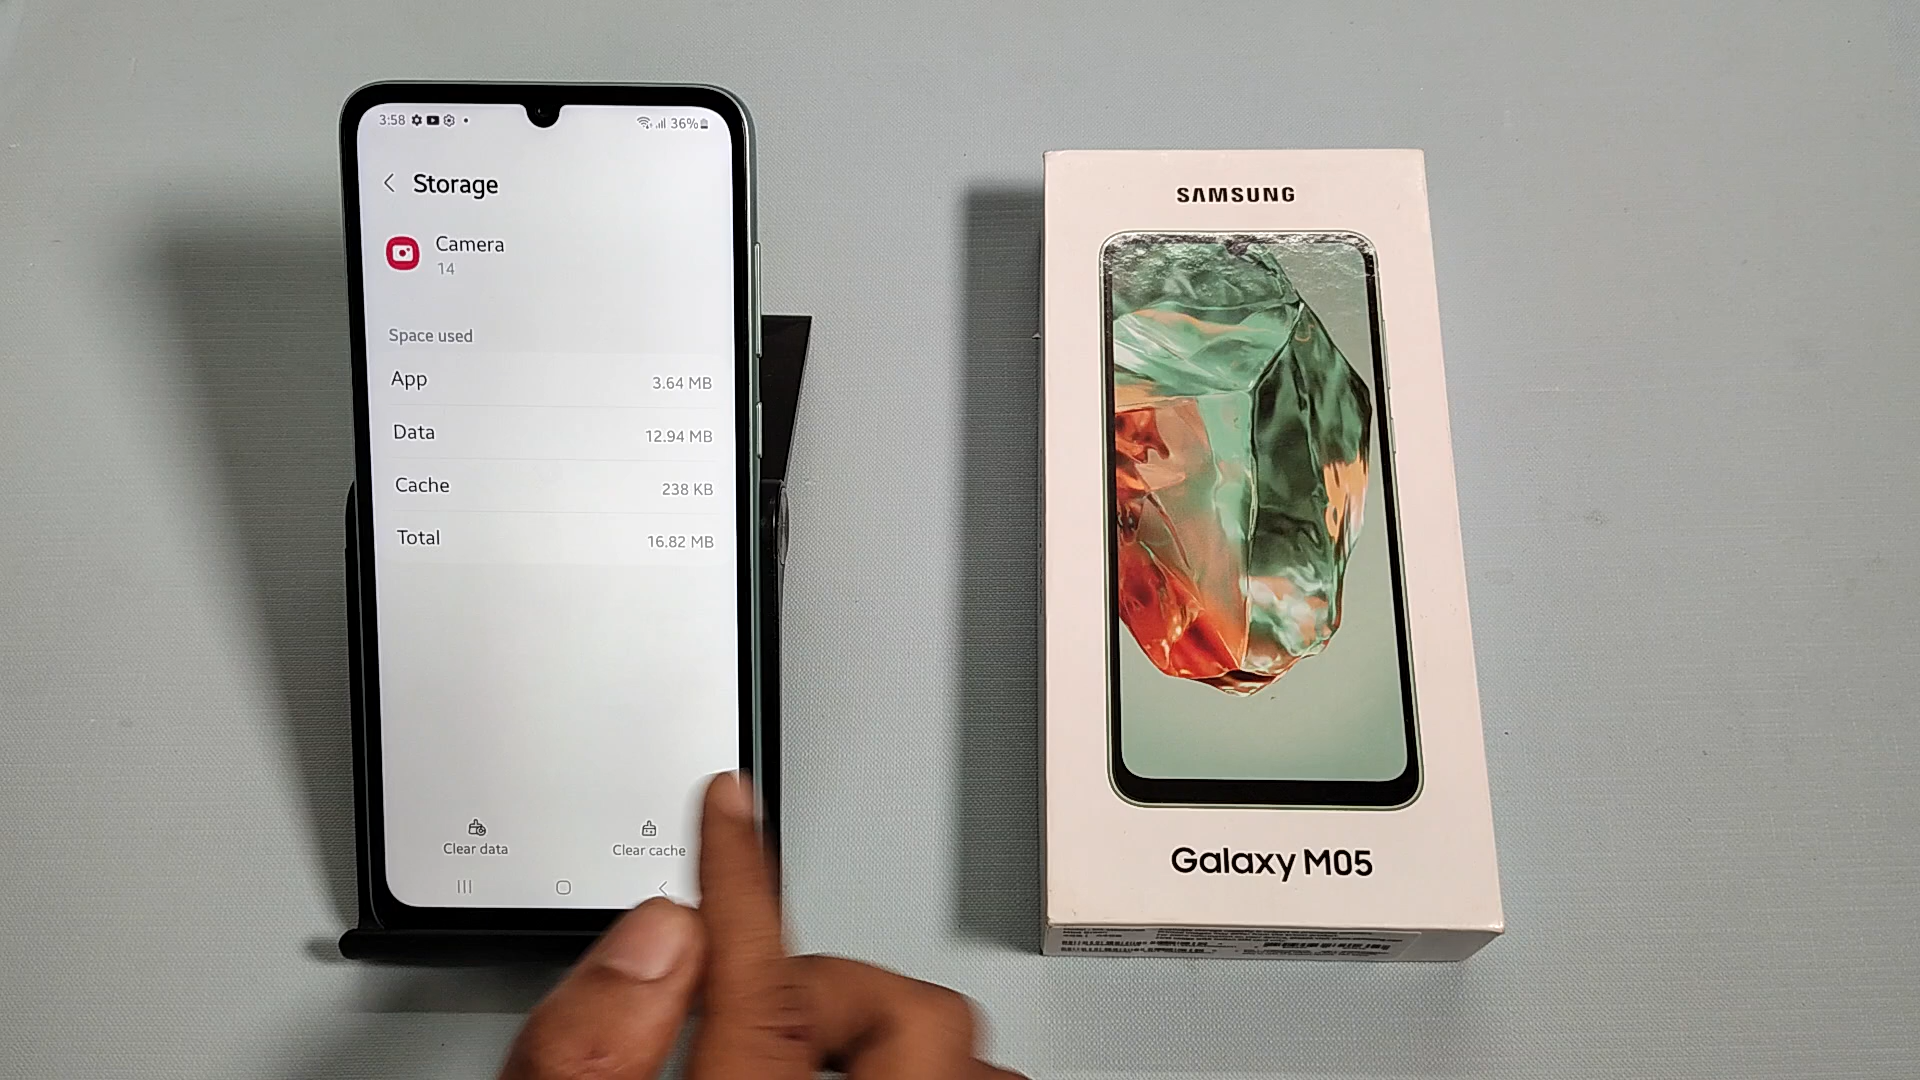 3:58
36%
Storage
Camera
14
Space used
App 3.64 MB
Data 12.94 MB
Cache 238 KB
Total 16.82 MB
Clear data
Clear cache
SAMSUNG
Galaxy M05